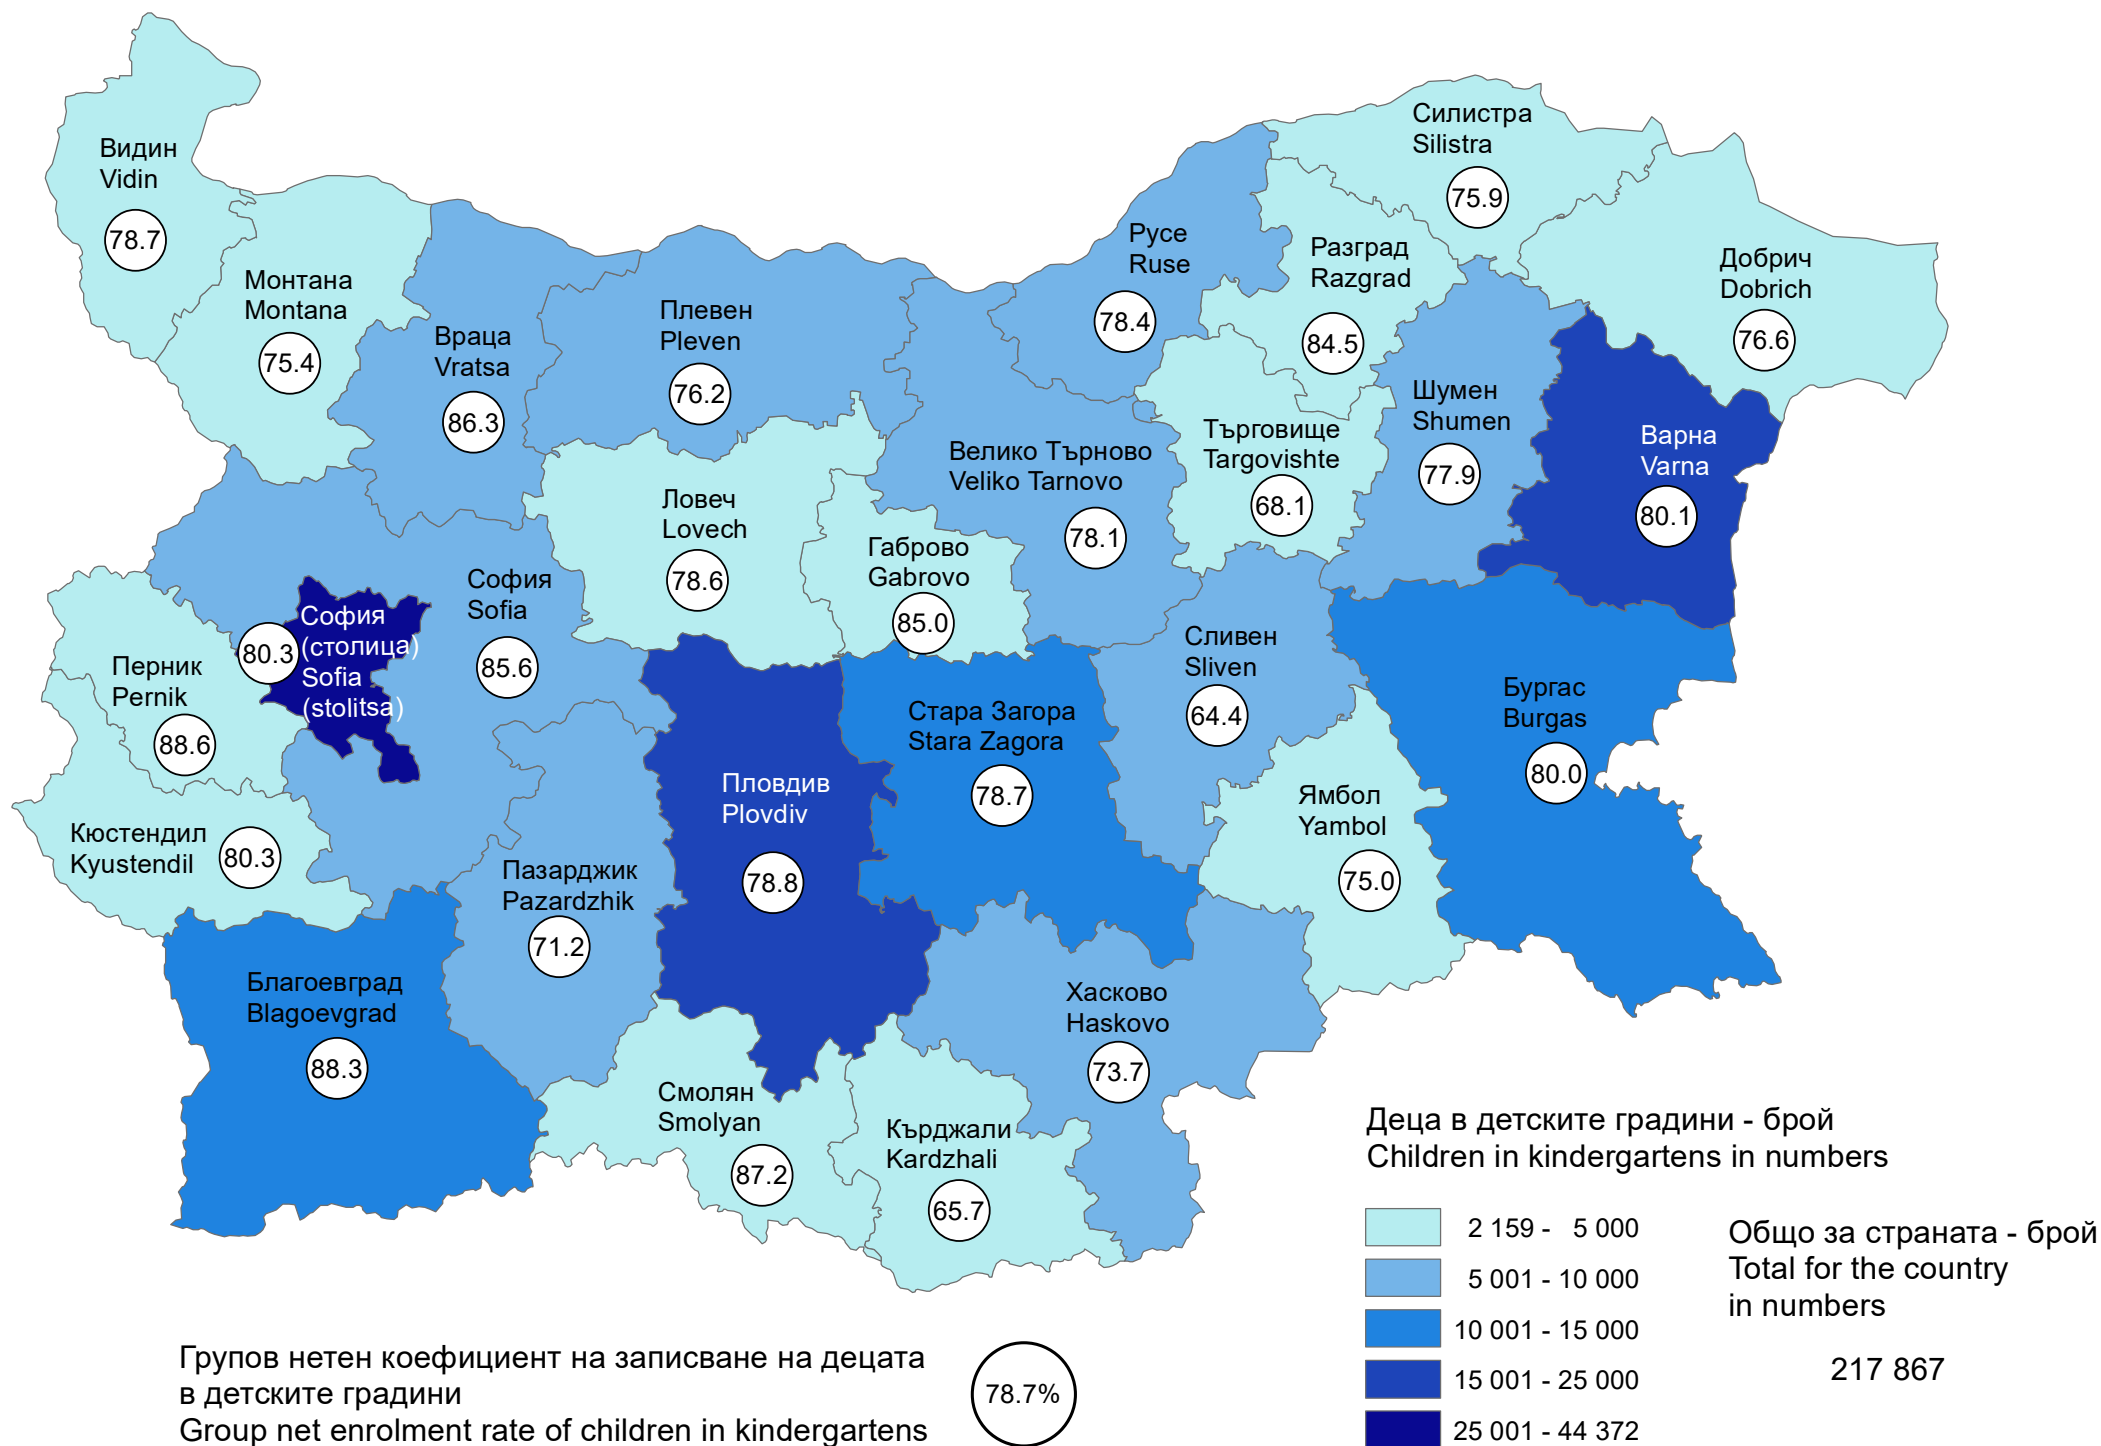 Видин
Vidin
78.7
Монтана
Montana
75.4
Враца
Vratsa
86.3
Плевен
Pleven
76.2
Русе
Ruse
78.4
Силистра
Silistra
75.9
Разград
Razgrad
84.5
Добрич
Dobrich
76.6
Шумен
Shumen
77.9
Варна
Varna
80.1
Търговище
Targovishte
68.1
Велико Търново
Veliko Tarnovo
78.1
Ловеч
Lovech
78.6
Габрово
Gabrovo
85.0
София
Sofia
85.6
София
(столица)
Sofia
(stolitsa)
80.3
Перник
Pernik
88.6
Кюстендил
Kyustendil
80.3
Сливен
Sliven
64.4
Стара Загора
Stara Zagora
78.7
Бургас
Burgas
80.0
Ямбол
Yambol
75.0
Пловдив
Plovdiv
78.8
Пазарджик
Pazardzhik
71.2
Благоевград
Blagoevgrad
88.3
Хасково
Haskovo
73.7
Смолян
Smolyan
87.2
Кърджали
Kardzhali
65.7
Деца в детските градини - брой
Children in kindergartens in numbers
2 159 - 5 000
5 001 - 10 000
10 001 - 15 000
15 001 - 25 000
25 001 - 44 372
Общо за страната - брой
Total for the country
in numbers
217 867
Групов нетен коефициент на записване на децата
в детските градини
Group net enrolment rate of children in kindergartens
78.7%